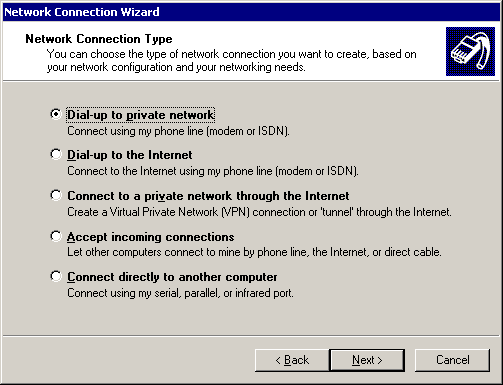 Network Connection Wizard
Network Connection Type
You can choose the type of network connection you want to create, based on
your network configuration and your networking needs.
Dial-up to private network
Connect using my phone line (modem or ISDN).
Dial-up to the Internet
Connect to the Internet using my phone line (modem or ISDN).
Connect to a private network through the Internet
Create a Virtual Private Network (VPN) connection or 'tunnel' through the Internet.
Accept incoming connections
Let other computers connect to mine by phone line, the Internet, or direct cable.
Connect directly to another computer
Connect using my serial, parallel, or infrared port.
< Back Next > Cancel